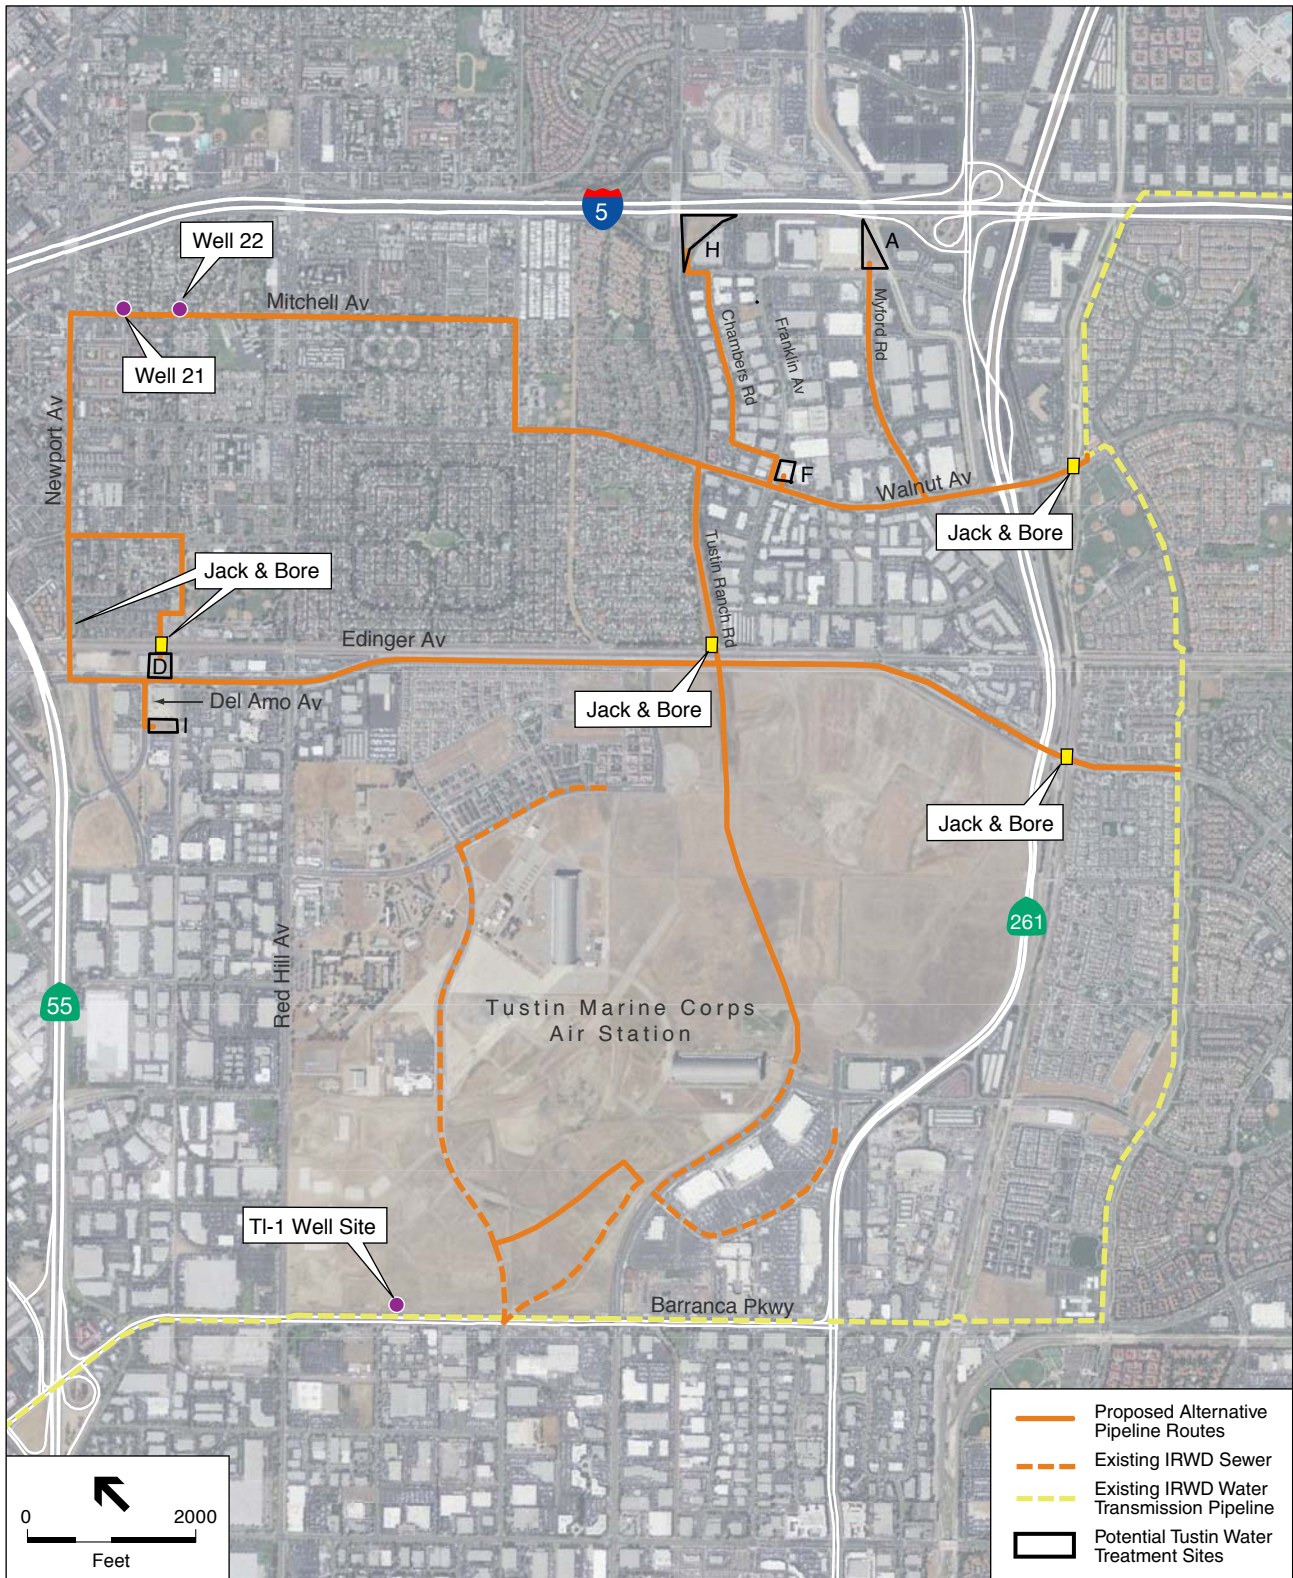 5
Well 22
H
A
Mitchell Av
Well 21
Chambers Rd
Franklin Av
Myford Rd
Newport Av
F
Walnut Av
Jack & Bore
Jack & Bore
Tustin Ranch Rd
Edinger Av
D
Del Amo Av
I
Jack & Bore
Jack & Bore
261
Red Hill Av
55
Tustin Marine Corps
Air Station
TI-1 Well Site
Barranca Pkwy
Proposed Alternative
Pipeline Routes
Existing IRWD Sewer
Existing IRWD Water
Transmission Pipeline
Potential Tustin Water
Treatment Sites
0 2000
Feet